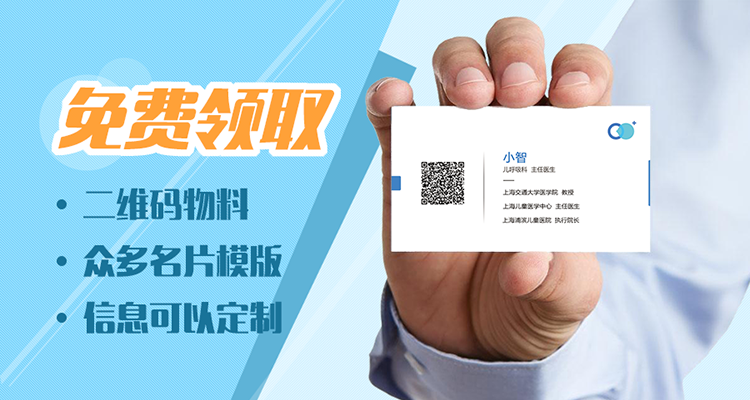 免费领取
• 二维码物料
• 众多名片模版
• 信息可以定制
小智
儿呼吸科 主任医生
上海交通大学医学院 教授
上海儿童医学中心 主任医生
上海浦滨儿童医院 执行院长